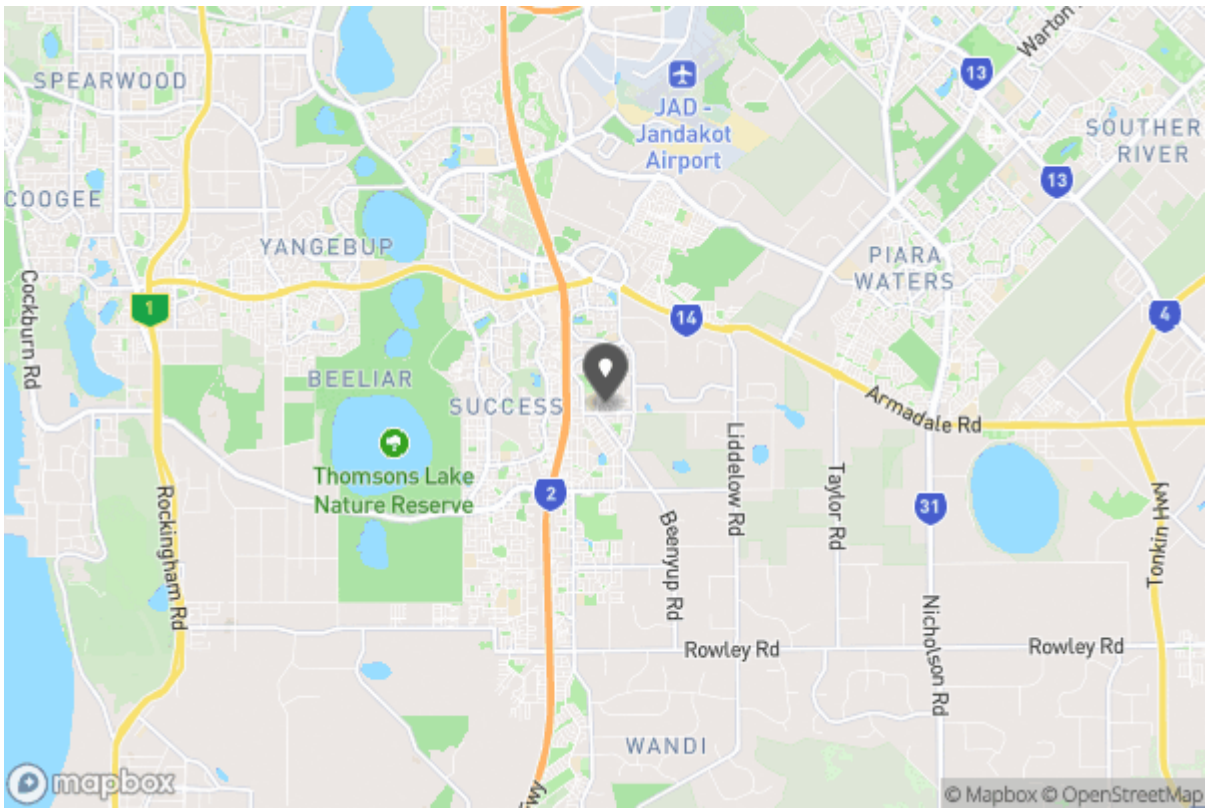 Warton
13
SPEARWOOD
JAD -
Jandakot
Airport
SOUTHER
RIVER
13
COOGEE
YANGEBUP
PIARA
WATERS
1
14
4
Cockburn Rd
BEELIAR
SUCCESS
Armadale Rd
Thomsons Lake
Nature Reserve
2
Liddelow Rd
Taylor Rd
31
Rockingham Rd
Beenyup Rd
Tonkin Hwy
Nicholson Rd
Rowley Rd
Rowley Rd
WANDI
Fwy
mapbox
© Mapbox © OpenStreetMap